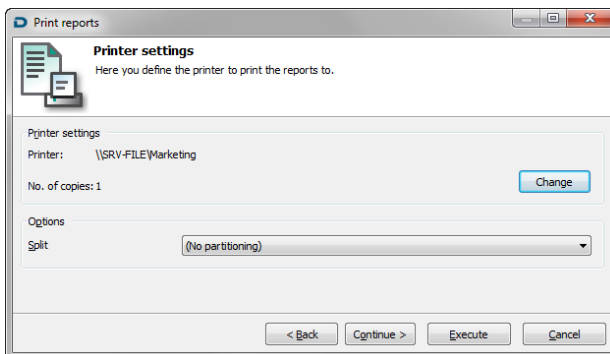 Print reports
Printer settings
Here you define the printer to print the reports to.
Printer settings
Printer: \\SRV-FILE\Marketing
No. of copies: 1
Change
Options
Split (No partitioning)
< Back Continue > Execute Cancel